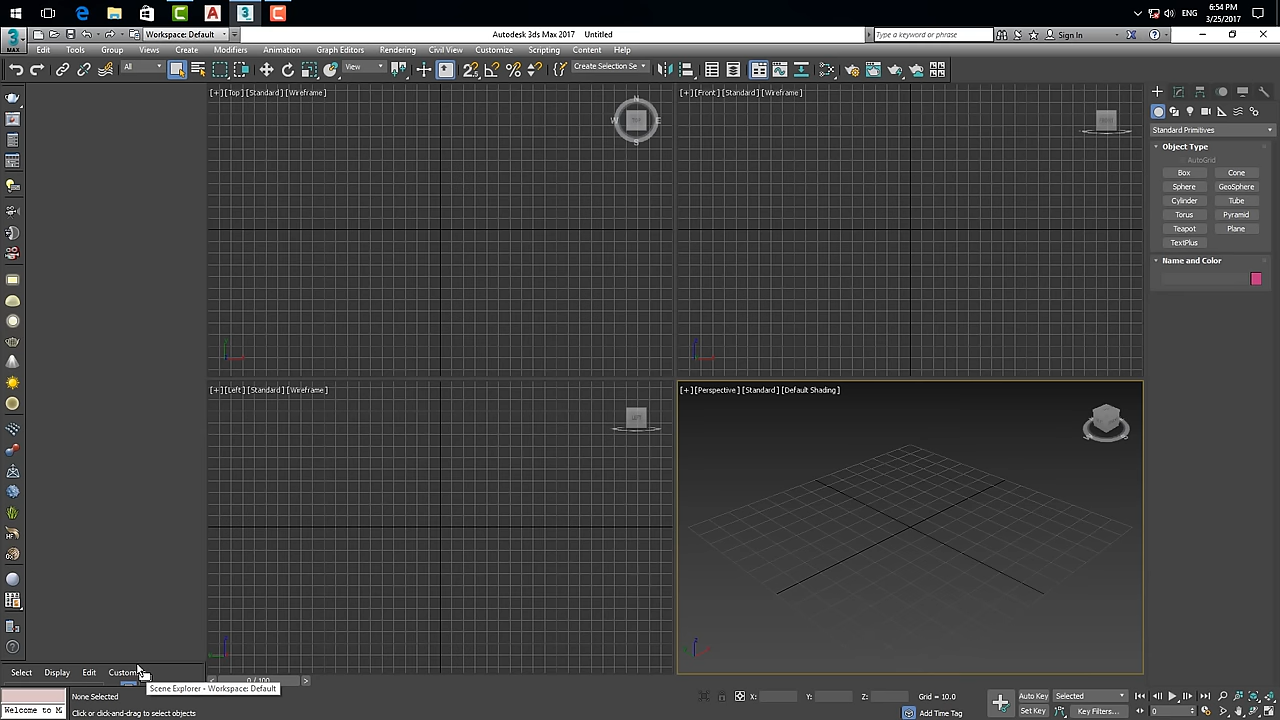 ENG
6:54 PM
3/25/2017
3
MAX
Workspace: Default
Autodesk 3ds Max 2017
Untitled
Type a keyword or phrase
Sign In
Edit Tools Group Views Create Modifiers Animation Graph Editors Rendering Civil View Customize Scripting Content Help
All
View
Create Selection Se
[+] [Top] [Standard] [Wireframe]
N
W
E
S
[+] [Front] [Standard] [Wireframe]
Standard Primitives
Object Type
AutoGrid
Box
Cone
Sphere
GeoSphere
Cylinder
Tube
Torus
Pyramid
Teapot
Plane
TextPlus
Name and Color
[+] [Left] [Standard] [Wireframe]
[+] [Perspective] [Standard] [Default Shading]
Select Display Edit Custom
0 / 100
Scene Explorer - Workspace: Default
None Selected
Welcome to M
Click or click-and-drag to select objects
X:
Y:
Z:
Grid = 10.0
Add Time Tag
Auto Key
Selected
Set Key
Key Filters...
0